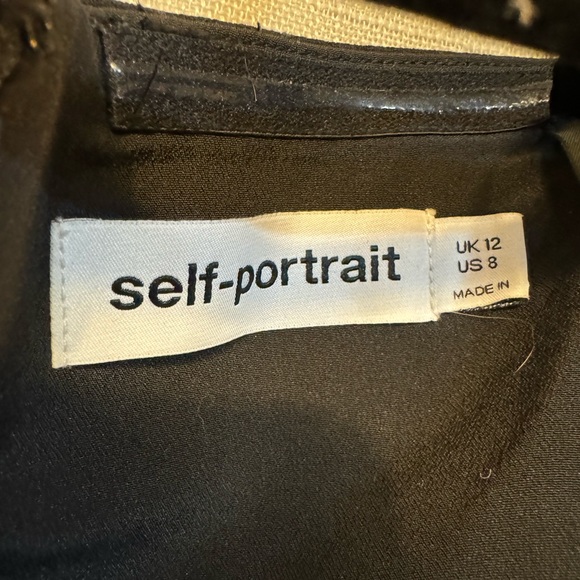 self-portrait
UK 12
US 8
MADE IN